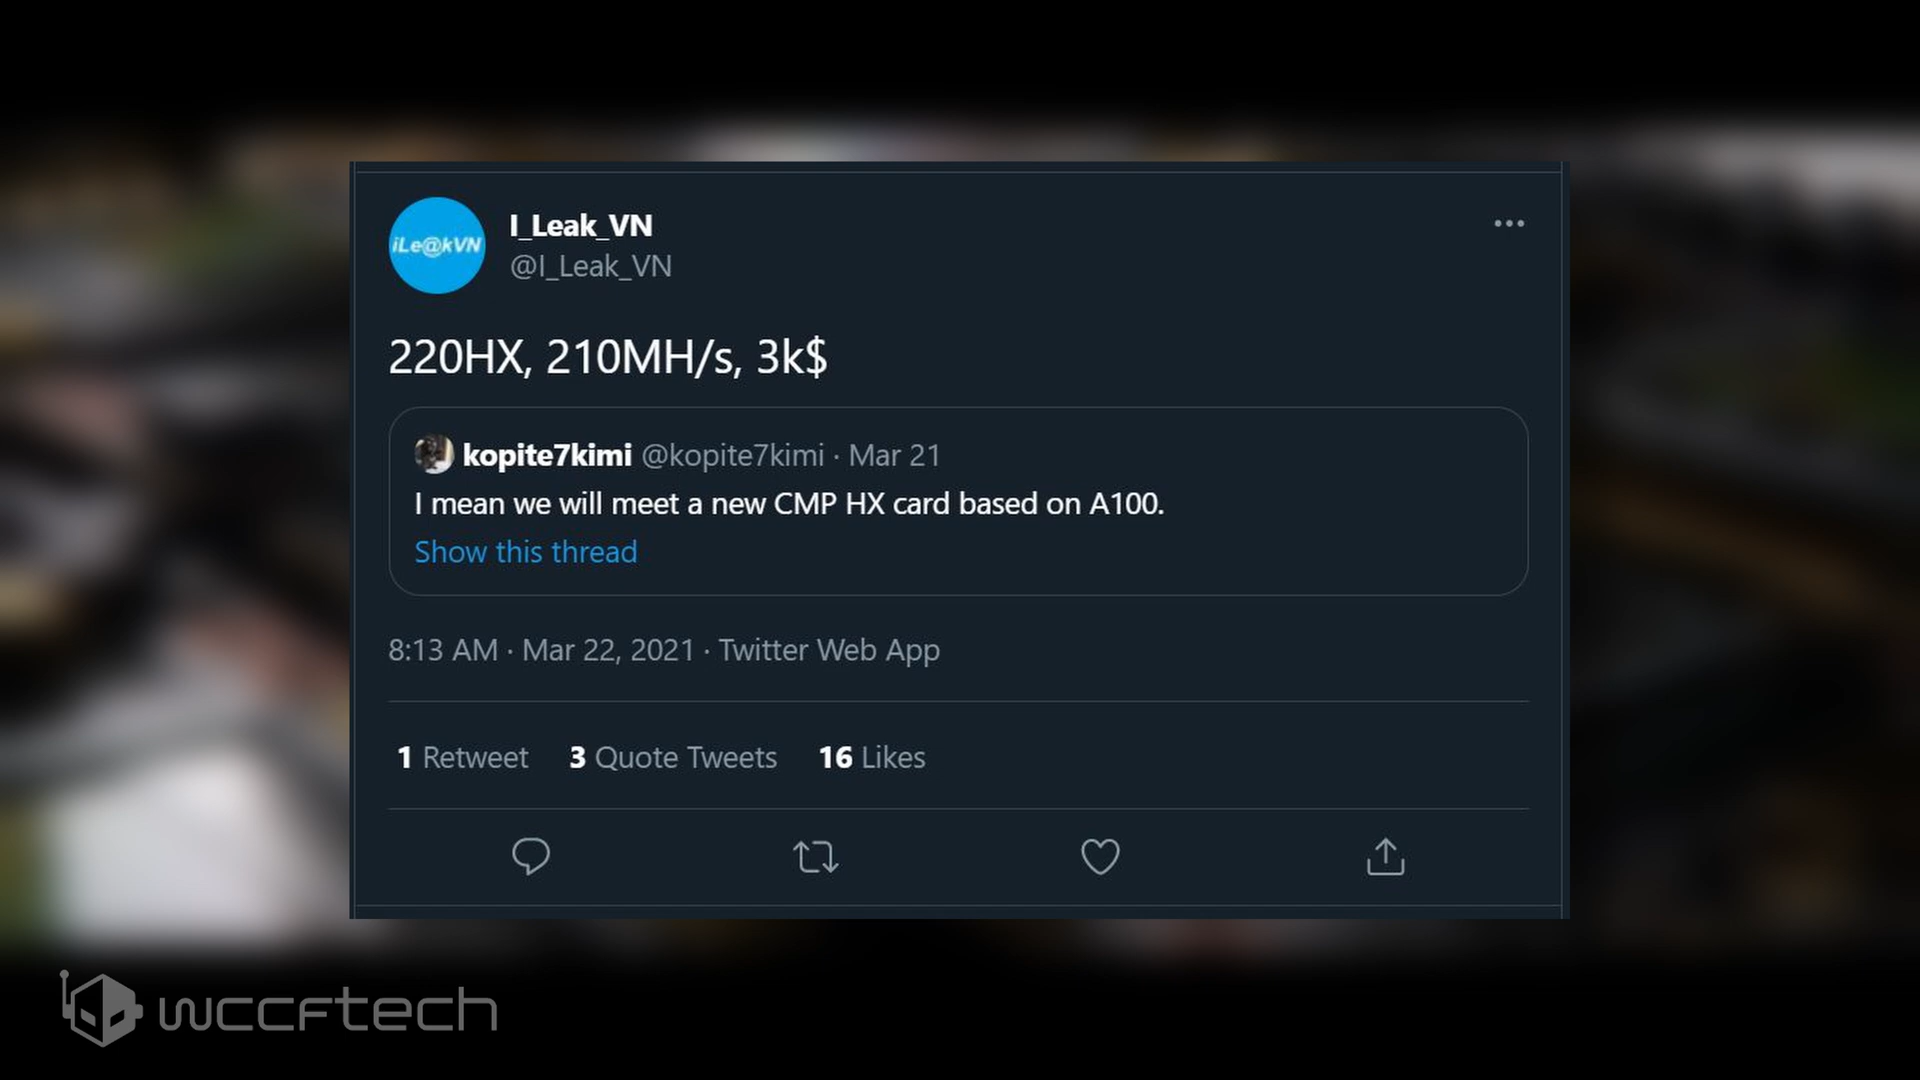 iLe@kVN
I_Leak_VN
@I_Leak_VN
220HX, 210MH/s, 3k$
kopite7kimi @kopite7kimi · Mar 21
I mean we will meet a new CMP HX card based on A100.
Show this thread
8:13 AM · Mar 22, 2021 · Twitter Web App
1 Retweet 3 Quote Tweets 16 Likes
wccftech